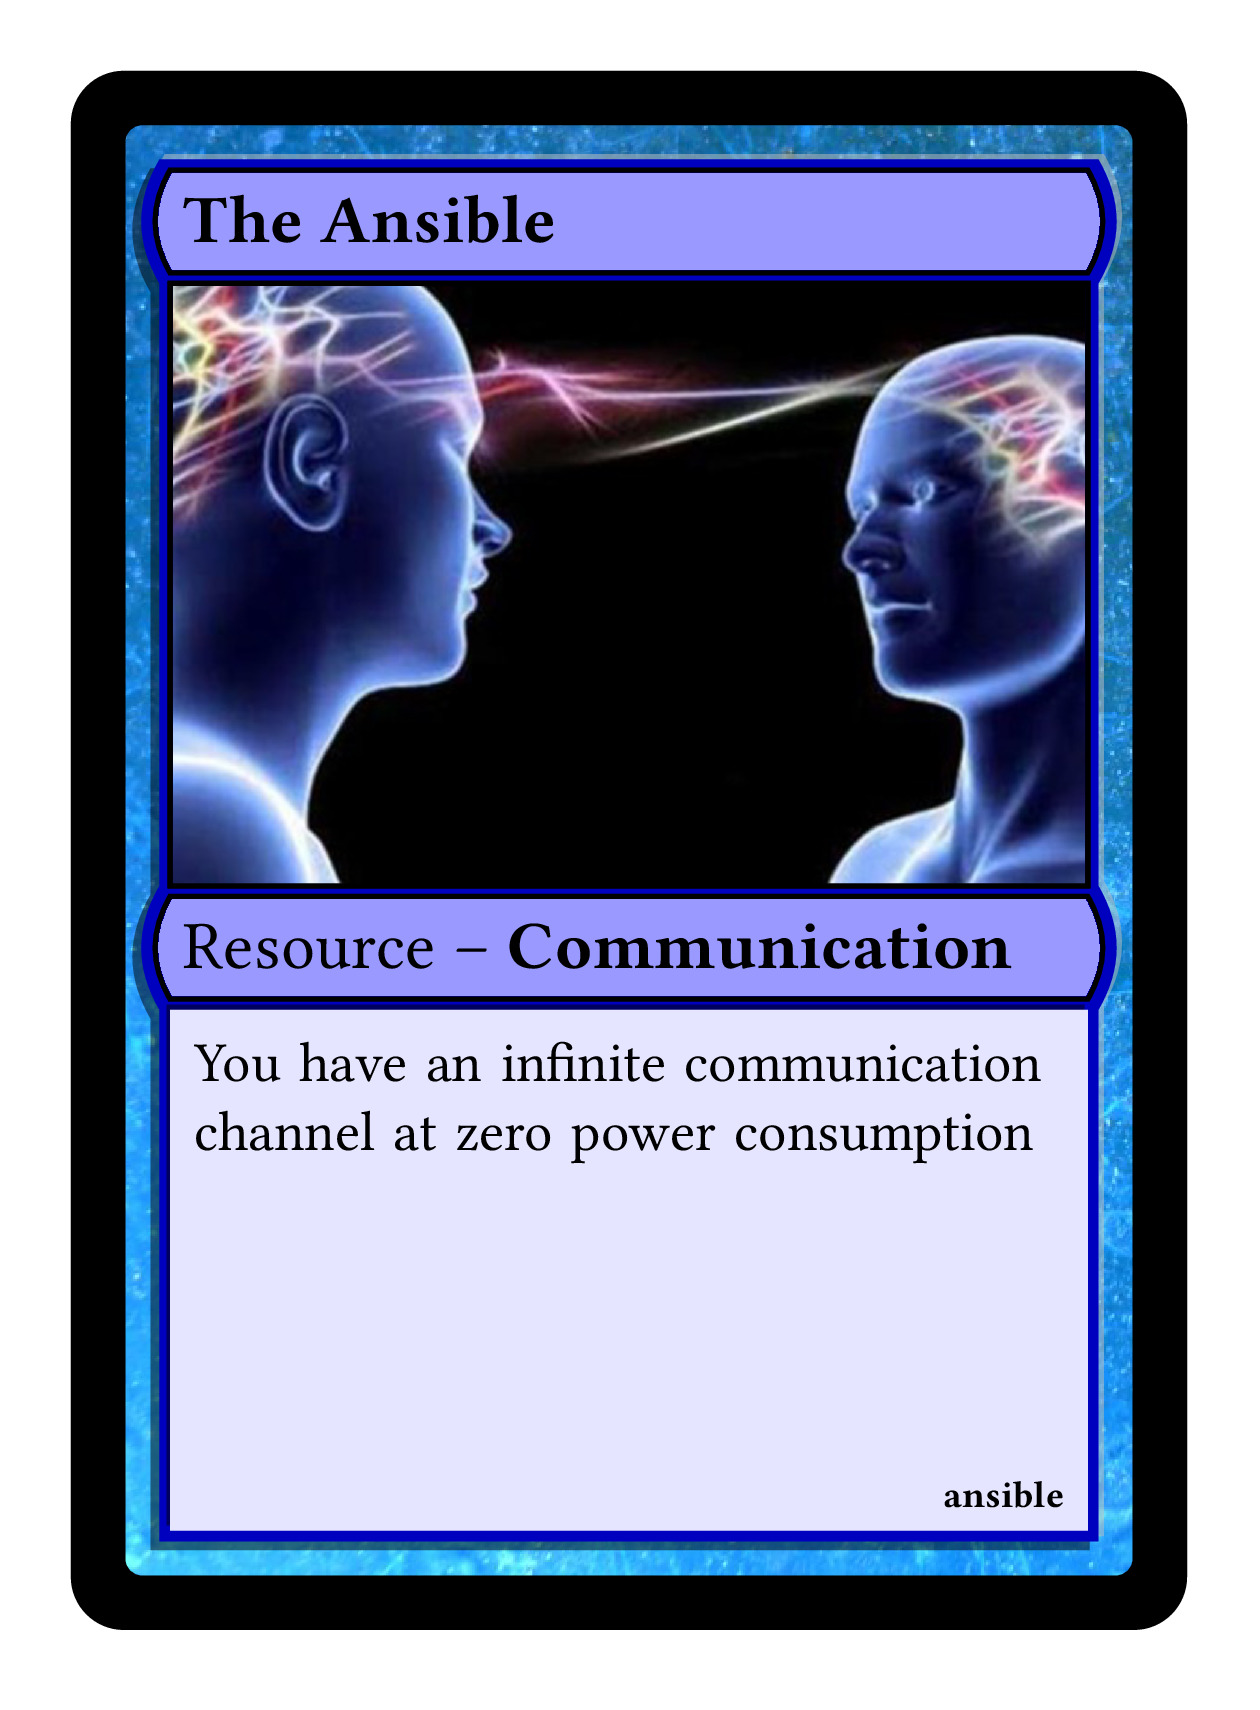 The Ansible
Resource – Communication
You have an infinite communication
channel at zero power consumption
ansible